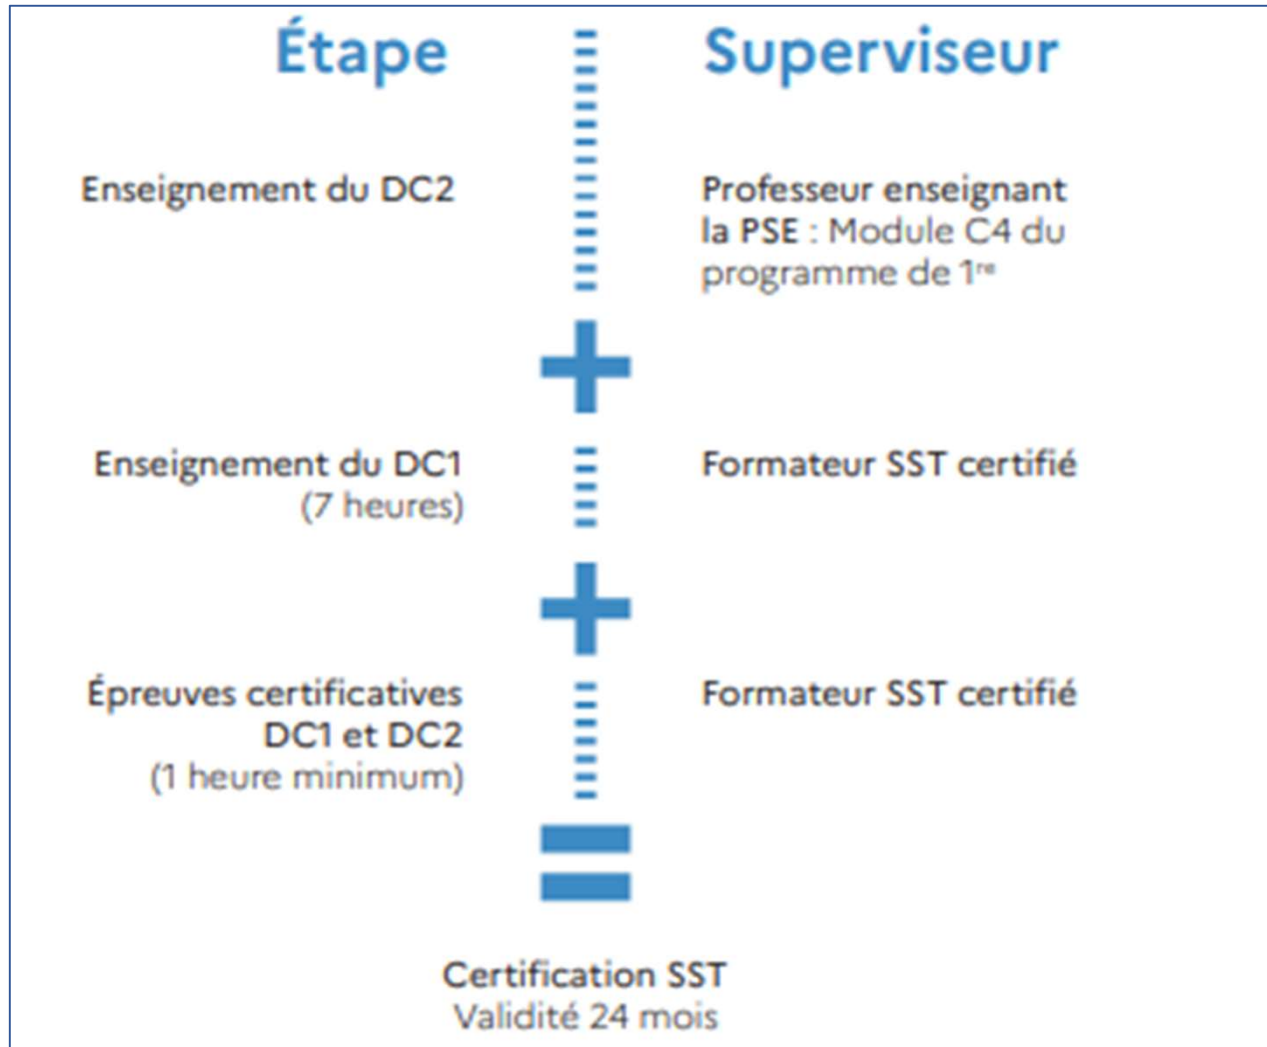 Étape
Superviseur
Enseignement du DC2
Professeur enseignant
la PSE : Module C4 du
programme de 1re
Enseignement du DC1
(7 heures)
Formateur SST certifié
Épreuves certificatives
DC1 et DC2
(1 heure minimum)
Formateur SST certifié
Certification SST
Validité 24 mois